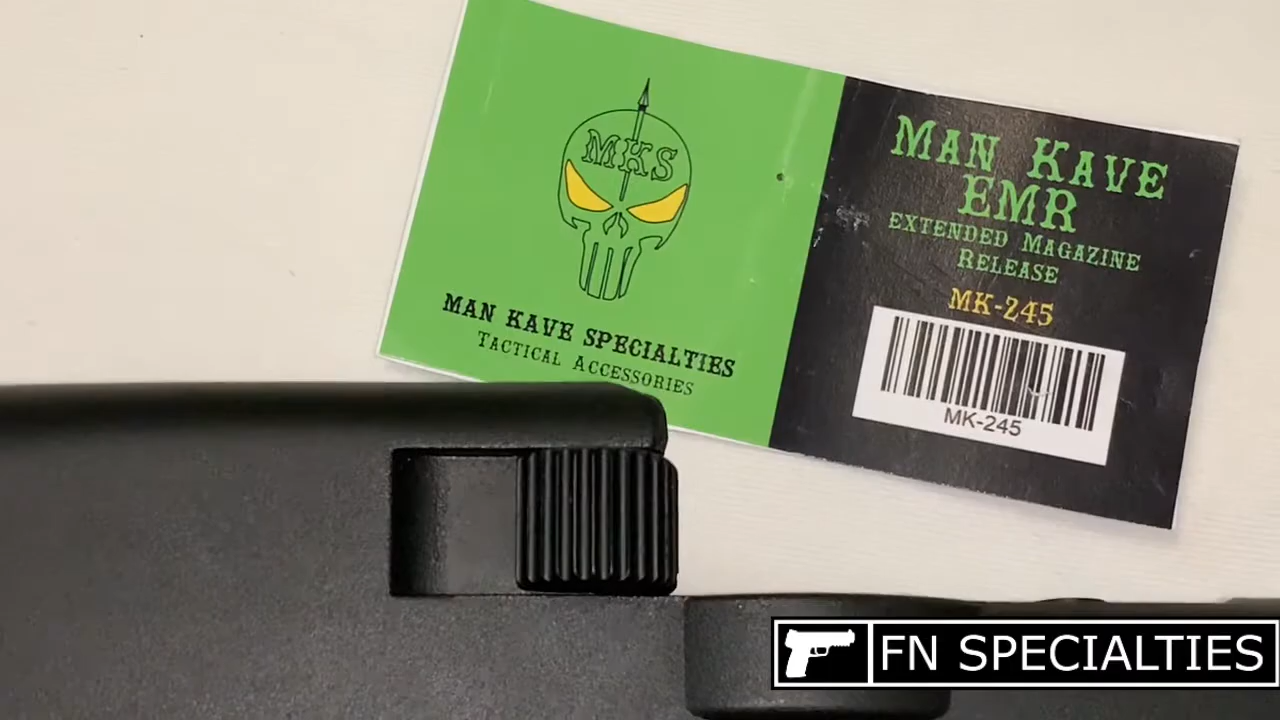 MKS
MAN KAVE SPECIALTIES
TACTICAL ACCESSORIES
MAN KAVE
EMR
EXTENDED MAGAZINE
RELEASE
MK-245
MK-245
FN SPECIALTIES